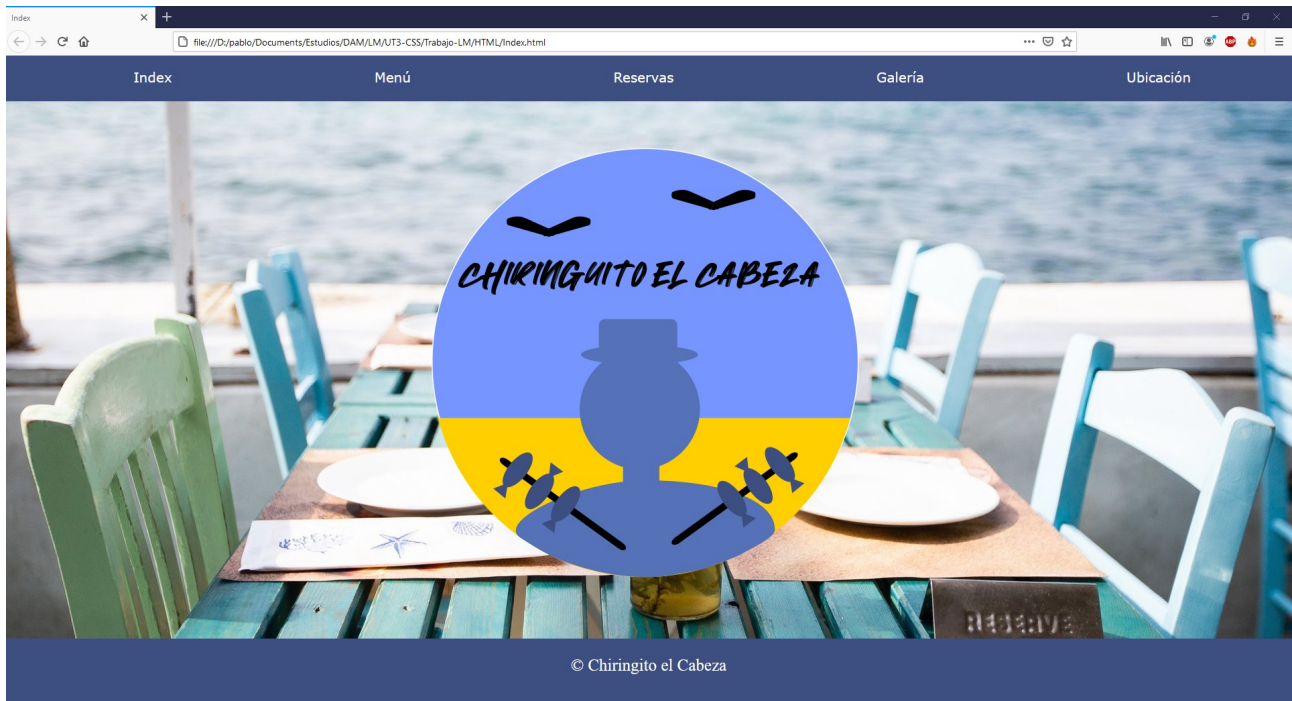 Index
file:///D:/pablo/Documents/Estudios/DAM/LM/UT3-CSS/Trabajo-LM/HTML/Index.html
ABP
Index Menú Reservas Galería Ubicación
CHIRINGUITO EL CABEZA
RESERVE
© Chiringito el Cabeza